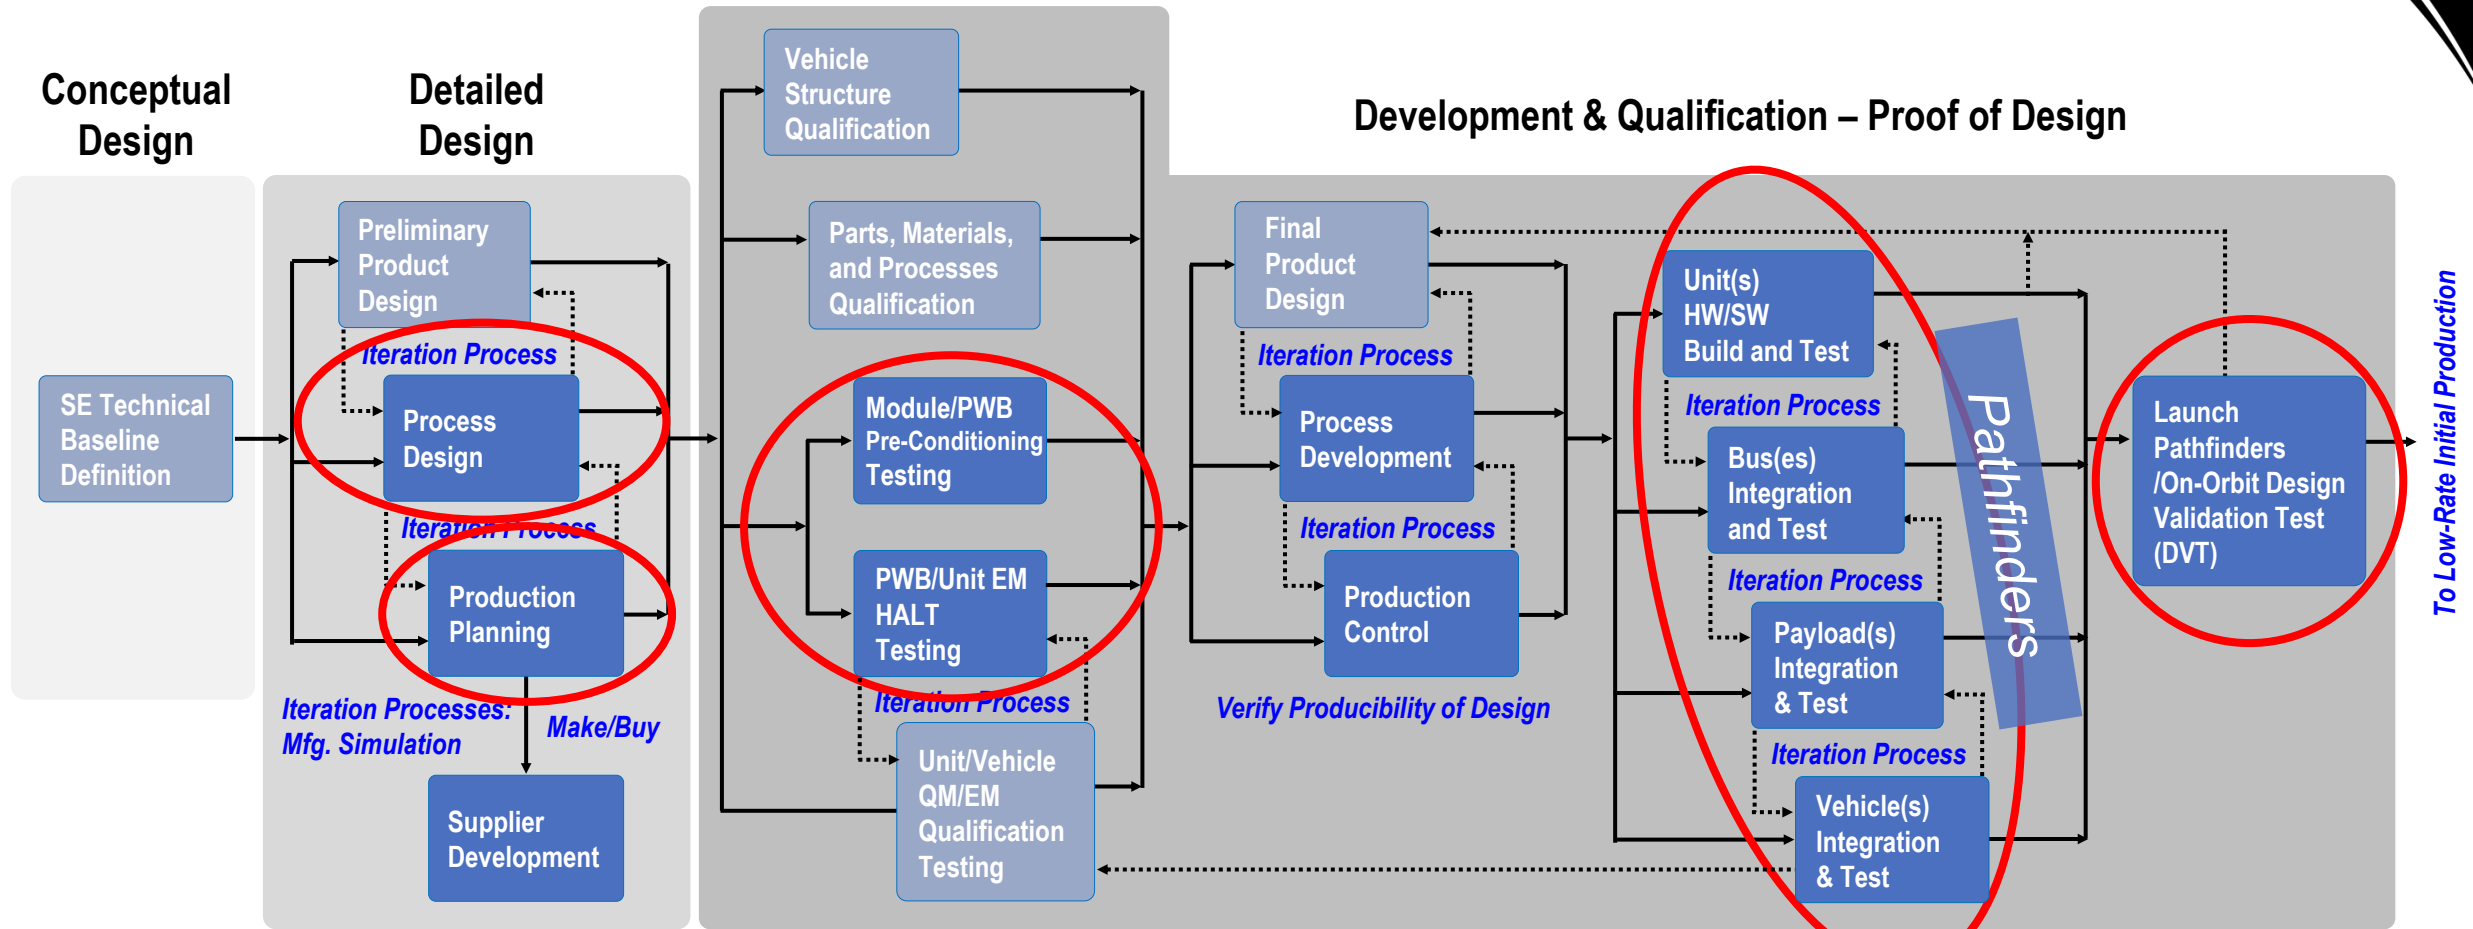 Conceptual
Design
SE Technical
Baseline
Definition
Detailed
Design
Preliminary
Product
Design
Iteration Process
Process
Design
Iteration Process
Production
Planning
Iteration Processes:
Mfg. Simulation
Make/Buy
Supplier
Development
Development & Qualification – Proof of Design
Vehicle
Structure
Qualification
Parts, Materials,
and Processes
Qualification
Module/PWB
Pre-Conditioning
Testing
PWB/Unit EM
HALT
Testing
Iteration Process
Unit/Vehicle
QM/EM
Qualification
Testing
Final
Product
Design
Iteration Process
Process
Development
Iteration Process
Production
Control
Verify Producibility of Design
Unit(s)
HW/SW
Build and Test
Iteration Process
Bus(es)
Integration
and Test
Iteration Process
Payload(s)
Integration
& Test
Iteration Process
Vehicle(s)
Integration
& Test
Pathfinders
Launch
Pathfinders
/On-Orbit Design
Validation Test
(DVT)
To Low-Rate Initial Production